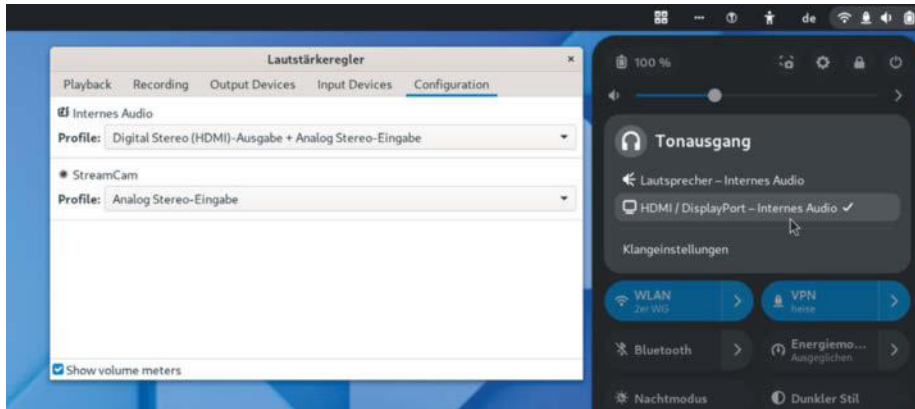 de
Lautstärkeregler
×
Playback Recording Output Devices Input Devices Configuration
Internes Audio
Profile: Digital Stereo (HDMI)-Ausgabe + Analog Stereo-Eingabe
StreamCam
Profile: Analog Stereo-Eingabe
Show volume meters
100 %
Tonausgang
Lautsprecher – Internes Audio
HDMI / DisplayPort – Internes Audio
Klangeinstellungen
WLAN
2er WG
VPN
heise
Bluetooth
Energiemo...
Ausgeglichen
Nachtmodus
Dunkler Stil